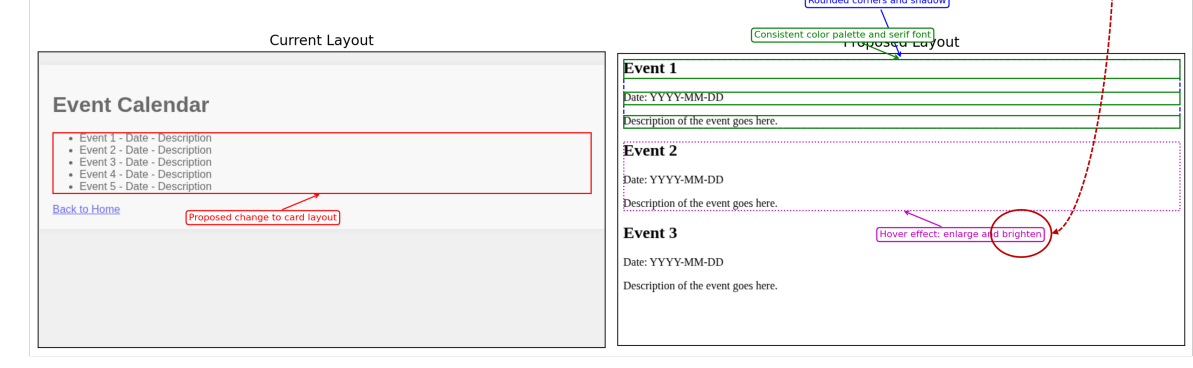 Rounded corners and shadow
Current Layout
Event Calendar
Event 1 - Date - Description
Event 2 - Date - Description
Event 3 - Date - Description
Event 4 - Date - Description
Event 5 - Date - Description
Back to Home
Proposed change to card layout
Consistent color palette and serif font
Proposed Layout
Event 1
Date: YYYY-MM-DD
Description of the event goes here.
Event 2
Date: YYYY-MM-DD
Description of the event goes here.
Hover effect: enlarge and brighten
Event 3
Date: YYYY-MM-DD
Description of the event goes here.